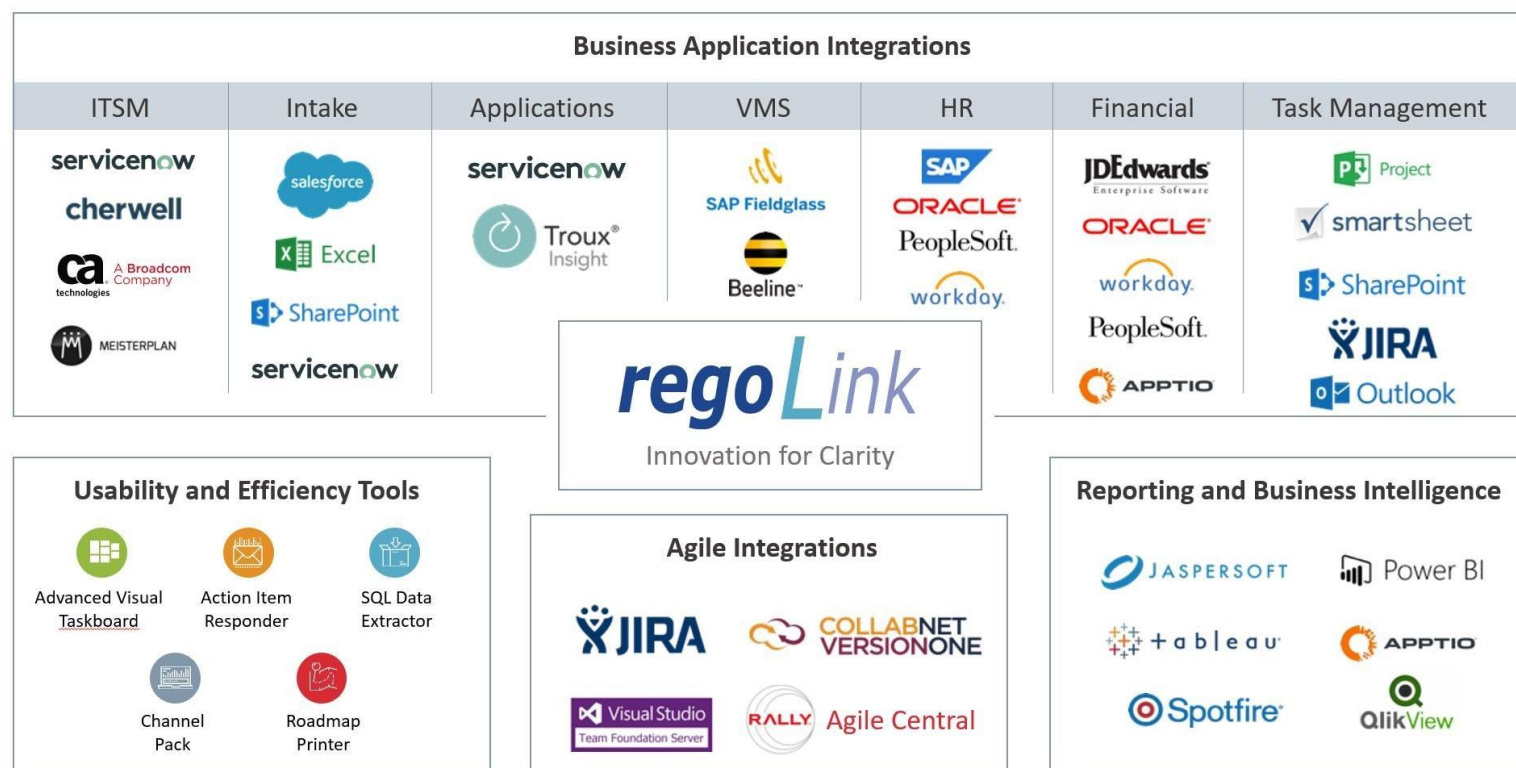 Business Application Integrations
ITSM
Intake
Applications
VMS
HR
Financial
Task Management
servicenow
cherwell
ca
technologies
A Broadcom
Company
MEISTERPLAN
salesforce
Excel
SharePoint
servicenow
servicenow
Troux®
Insight
SAP Fieldglass
Beeline™
SAP
ORACLE®
PeopleSoft.
workday.
JDEdwards®
Enterprise Software
ORACLE®
workday.
PeopleSoft.
APPTIO
Project
smartsheet
SharePoint
JIRA
Outlook
regoLink
Innovation for Clarity
Usability and Efficiency Tools
Advanced Visual
Taskboard
Action Item
Responder
SQL Data
Extractor
Channel
Pack
Roadmap
Printer
Agile Integrations
JIRA
COLLABNET
VERSIONONE
Visual Studio
Team Foundation Server
RALLY
Agile Central
Reporting and Business Intelligence
JASPERSOFT
Power BI
+ableau
APPTIO
Spotfire
QlikView